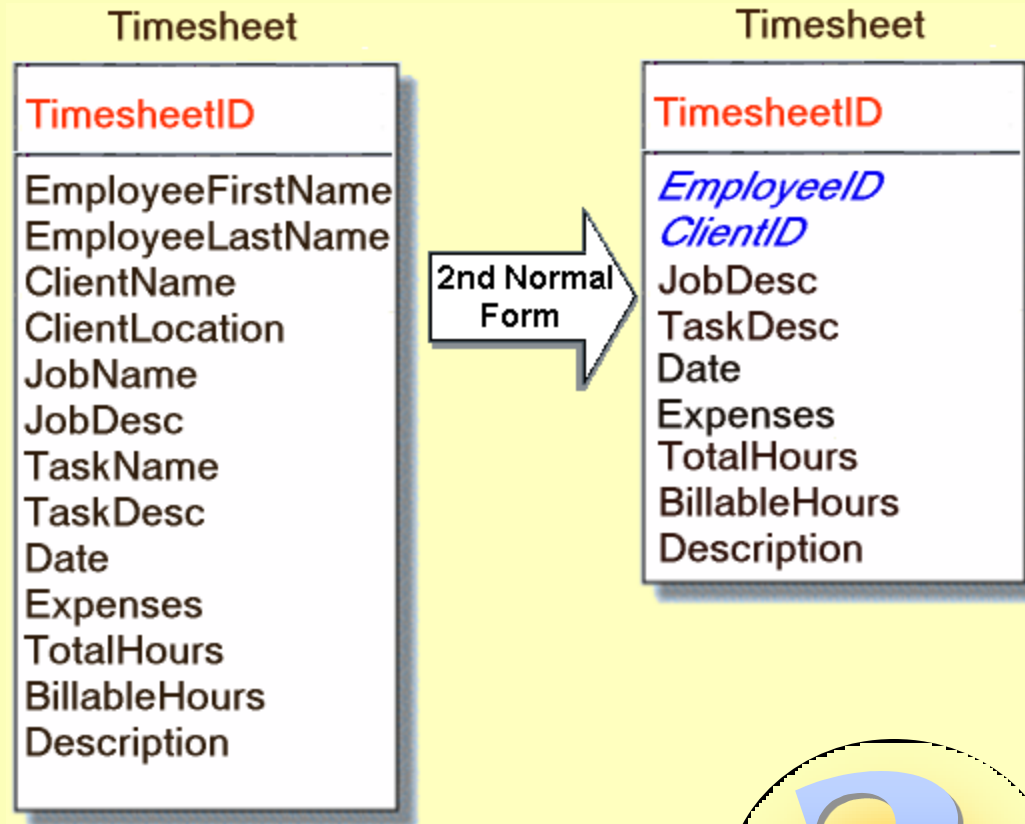 Timesheet
TimesheetID
EmployeeFirstName
EmployeeLastName
ClientName
ClientLocation
JobName
JobDesc
TaskName
TaskDesc
Date
Expenses
TotalHours
BillableHours
Description
2nd Normal
Form
Timesheet
TimesheetID
EmployeeID
ClientID
JobDesc
TaskDesc
Date
Expenses
TotalHours
BillableHours
Description